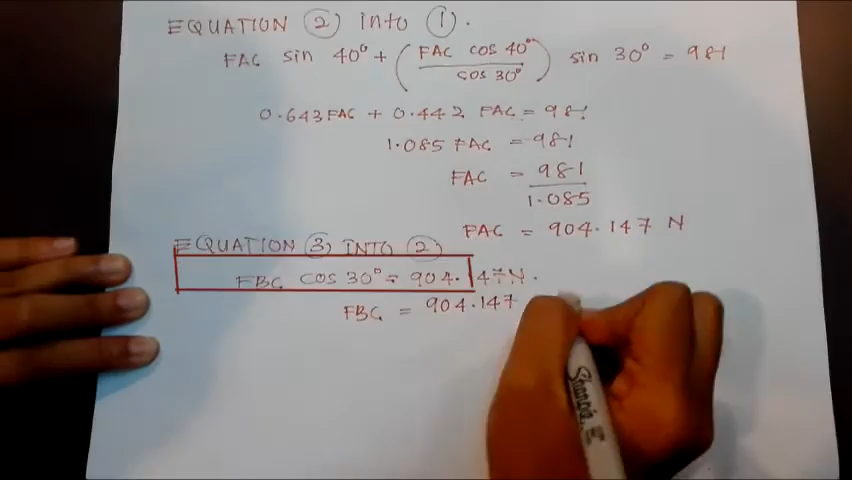 EQUATION 2 into 1.
FAC sin 40° + (FAC cos 40° / cos 30°) sin 30° = 981
0.643 FAC + 0.442 FAC = 981
1.085 FAC = 981
FAC = 981 / 1.085
FAC = 904.147 N
EQUATION 3 INTO 2
FBC COS 30° = 904.147 N.
FBC = 904.147
Sharpie